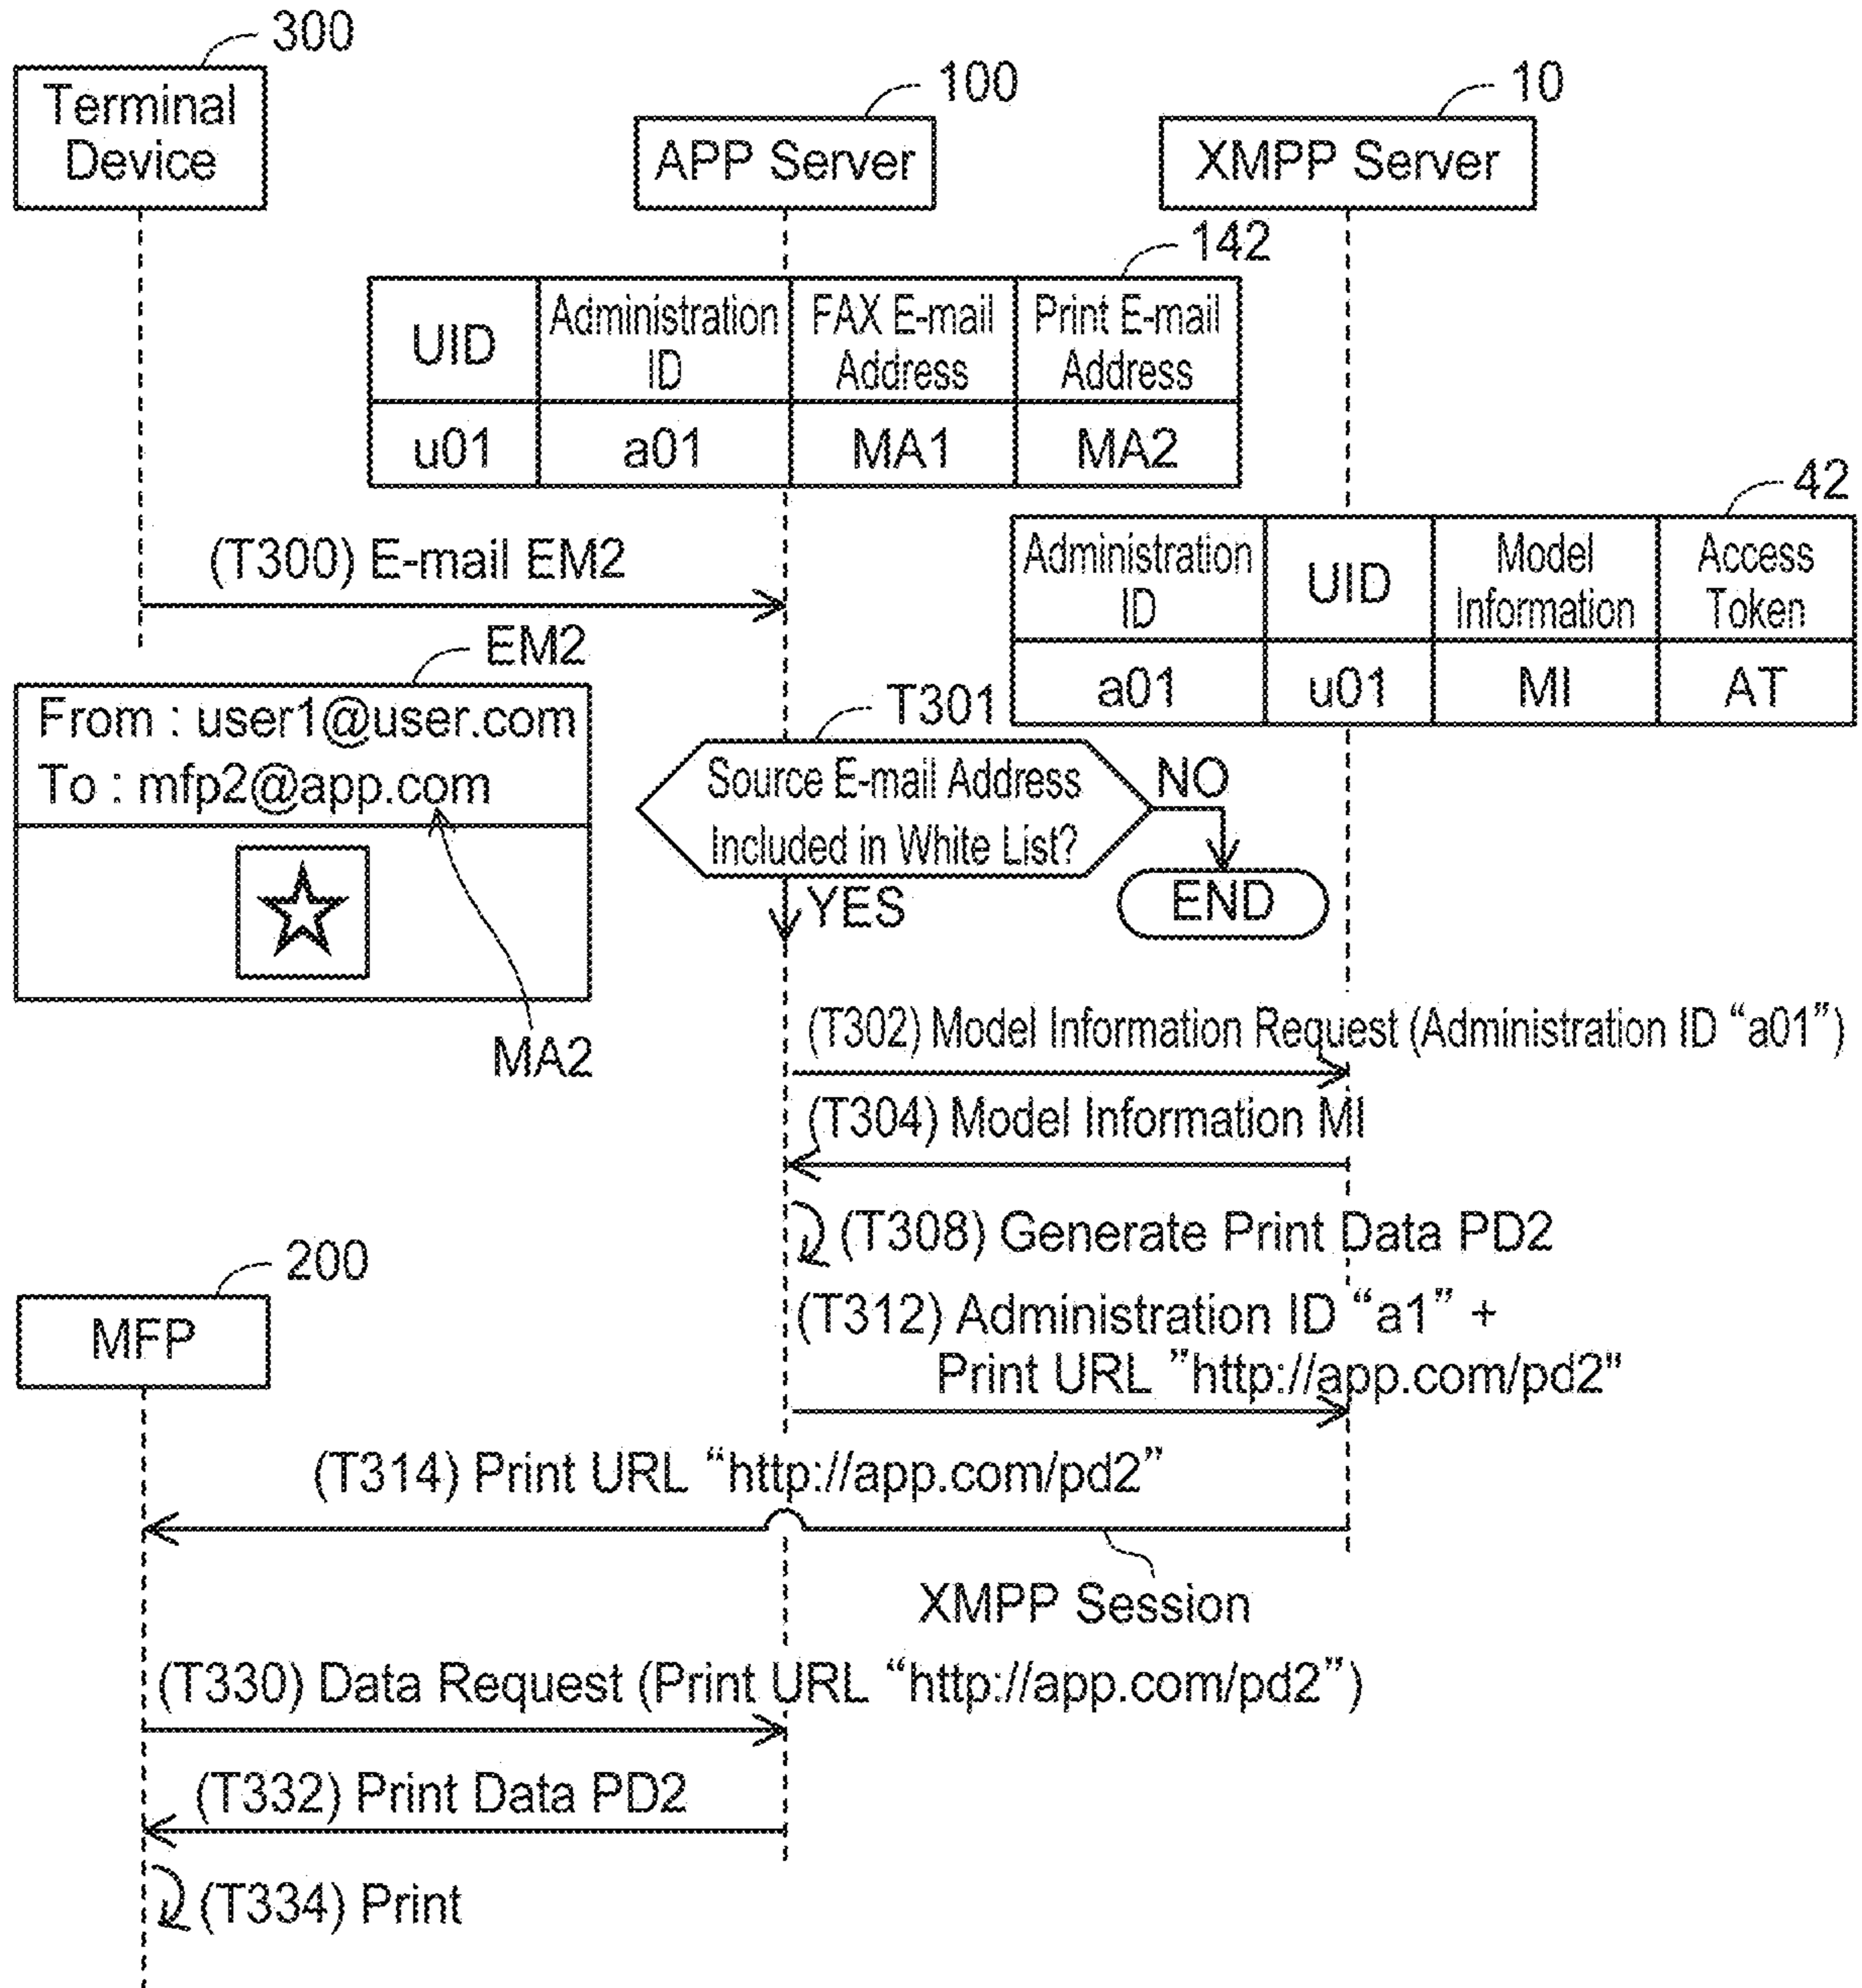 300
Terminal
Device
100
APP Server
10
XMPP Server
142
UID
Administration
ID
FAX E-mail
Address
Print E-mail
Address
u01
a01
MA1
MA2
42
Administration
ID
UID
Model
Information
Access
Token
a01
u01
MI
AT
(T300) E-mail EM2
EM2
From : user1@user.com
To : mfp2@app.com
MA2
T301
Source E-mail Address
Included in White List?
NO
END
YES
(T302) Model Information Request (Administration ID “a01”)
(T304) Model Information MI
(T308) Generate Print Data PD2
200
MFP
(T312) Administration ID “a1” +
Print URL ”http://app.com/pd2"
(T314) Print URL “http://app.com/pd2”
XMPP Session
(T330) Data Request (Print URL “http://app.com/pd2”)
(T332) Print Data PD2
(T334) Print